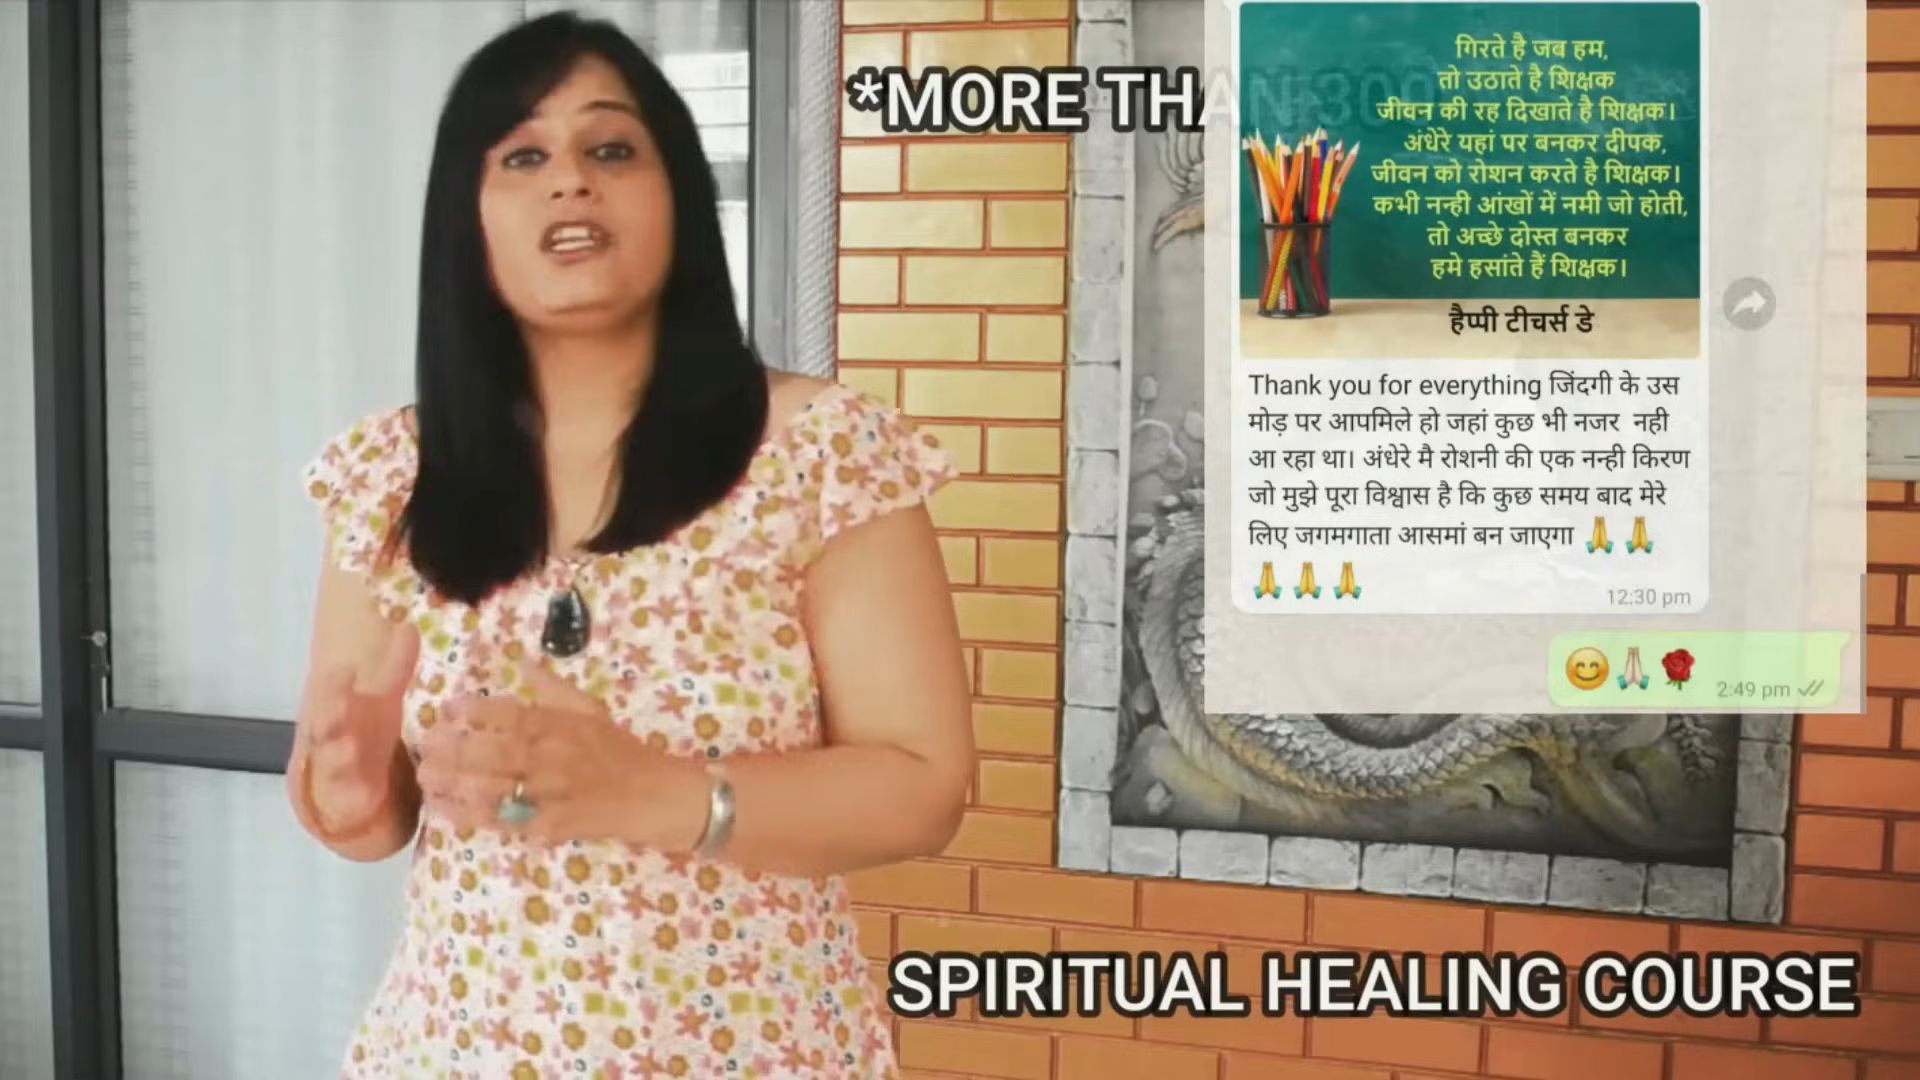 *MORE THAN 300
गिरते है जब हम,
तो उठाते है शिक्षक
जीवन की रह दिखाते है शिक्षक।
अंधेरे यहां पर बनकर दीपक,
जीवन को रोशन करते है शिक्षक।
कभी नन्ही आंखों में नमी जो होती,
तो अच्छे दोस्त बनकर
हमे हसांते हैं शिक्षक।
हैप्पी टीचर्स डे
Thank you for everything जिंदगी के उस
मोड़ पर आपमिले हो जहां कुछ भी नजर नही
आ रहा था। अंधेरे मै रोशनी की एक नन्ही किरण
जो मुझे पूरा विश्वास है कि कुछ समय बाद मेरे
लिए जगमगाता आसमां बन जाएगा 🙏🙏
🙏🙏🙏
12:30 pm
😊🙏🏻🌹
2:49 pm
SPIRITUAL HEALING COURSE